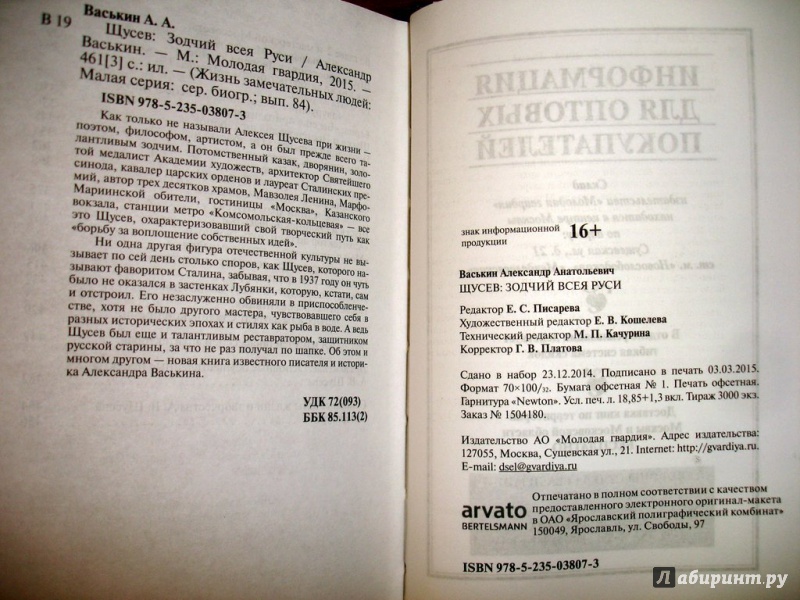 Васькин А. А.
В 19
Щусев: Зодчий всея Руси / Александр
Васькин. — М.: Молодая гвардия, 2015. —
461[3] с.: ил. — (Жизнь замечательных людей:
Малая серия: сер. биогр.; вып. 84).
ISBN 978-5-235-03807-3
Как только не называли Алексея Щусева при жизни —
поэтом, философом, артистом, а он был прежде всего та-
лантливым зодчим. Потомственный казак, дворянин, золо-
той медалист Академии художеств, архитектор Святейшего
синода, кавалер царских орденов и лауреат Сталинских пре-
мий, автор трех десятков храмов, Мавзолея Ленина, Марфо-
Мариинской обители, гостиницы «Москва», Казанского
вокзала, станции метро «Комсомольская-кольцевая» — все
это Щусев, охарактеризовавший свой творческий путь как
«борьбу за воплощение собственных идей».
Ни одна другая фигура отечественной культуры не вы-
зывает по сей день столько споров, как Щусев, которого на-
зывают фаворитом Сталина, забывая, что в 1937 году он чуть
было не оказался в застенках Лубянки, которую, кстати, сам
и отстроил. Его незаслуженно обвиняли в приспособленче-
стве, хотя не было другого мастера, чувствовавшего себя в
разных исторических эпохах и стилях как рыба в воде. А ведь
Щусев был еще и талантливым реставратором, защитником
русской старины, за что не раз получал по шапке. Об этом и
многом другом — новая книга известного писателя и истори-
ка Александра Васькина.
УДК 72(093)
ББК 85.113(2)
ИНФОРМАЦИЯ
ДЛЯ ОПТОВЫХ
ПОКУПАТЕЛЕЙ
знак информационной
продукции 16+
Васькин Александр Анатольевич
ЩУСЕВ: ЗОДЧИЙ ВСЕЯ РУСИ
Редактор Е. С. Писарева
Художественный редактор Е. В. Кошелева
Технический редактор М. П. Качурина
Корректор Г. В. Платова
Сдано в набор 23.12.2014. Подписано в печать 03.03.2015.
Формат 70×100/32. Бумага офсетная № 1. Печать офсетная.
Гарнитура «Newton». Усл. печ. л. 18,85+1,3 вкл. Тираж 3000 экз.
Заказ № 1504180.
Издательство АО «Молодая гвардия». Адрес издательства:
127055, Москва, Сущевская ул., 21. Internet: http://gvardiya.ru.
E-mail: dsel@gvardiya.ru
arvato
BERTELSMANN
Отпечатано в полном соответствии с качеством
предоставленного электронного оригинал-макета
в ОАО «Ярославский полиграфический комбинат»
150049, Ярославль, ул. Свободы, 97
ISBN 978-5-235-03807-3
Лабиринт.ру